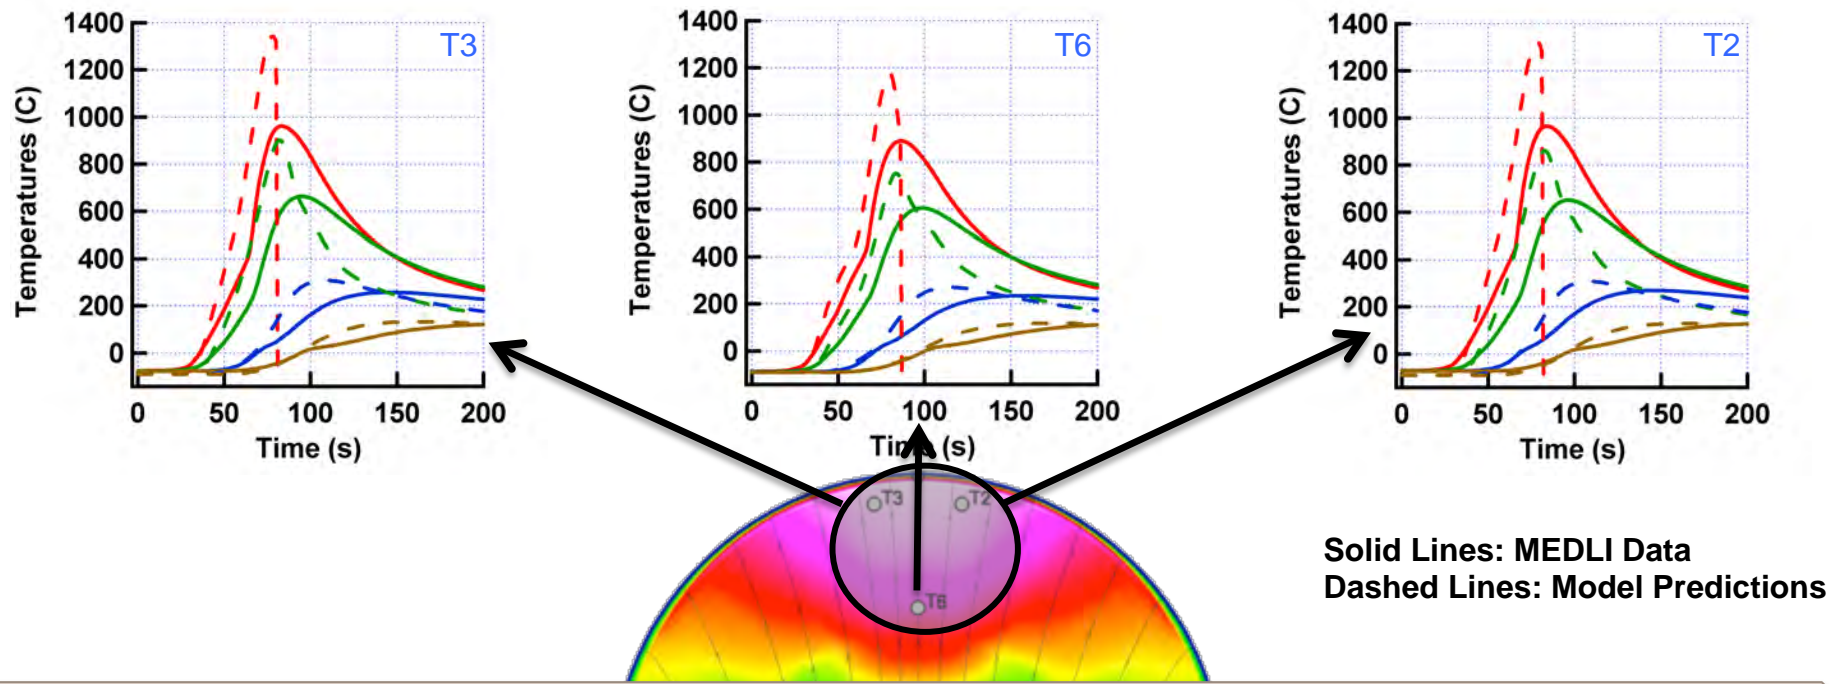 T3
1400
1200
1000
800
600
400
200
0
Temperatures (C)
0 50 100 150 200
Time (s)
T6
1400
1200
1000
800
600
400
200
0
Temperatures (C)
0 50 100 150 200
Time (s)
T2
1400
1200
1000
800
600
400
200
0
Temperatures (C)
0 50 100 150 200
Time (s)
T3 T2
T6
Solid Lines: MEDLI Data
Dashed Lines: Model Predictions